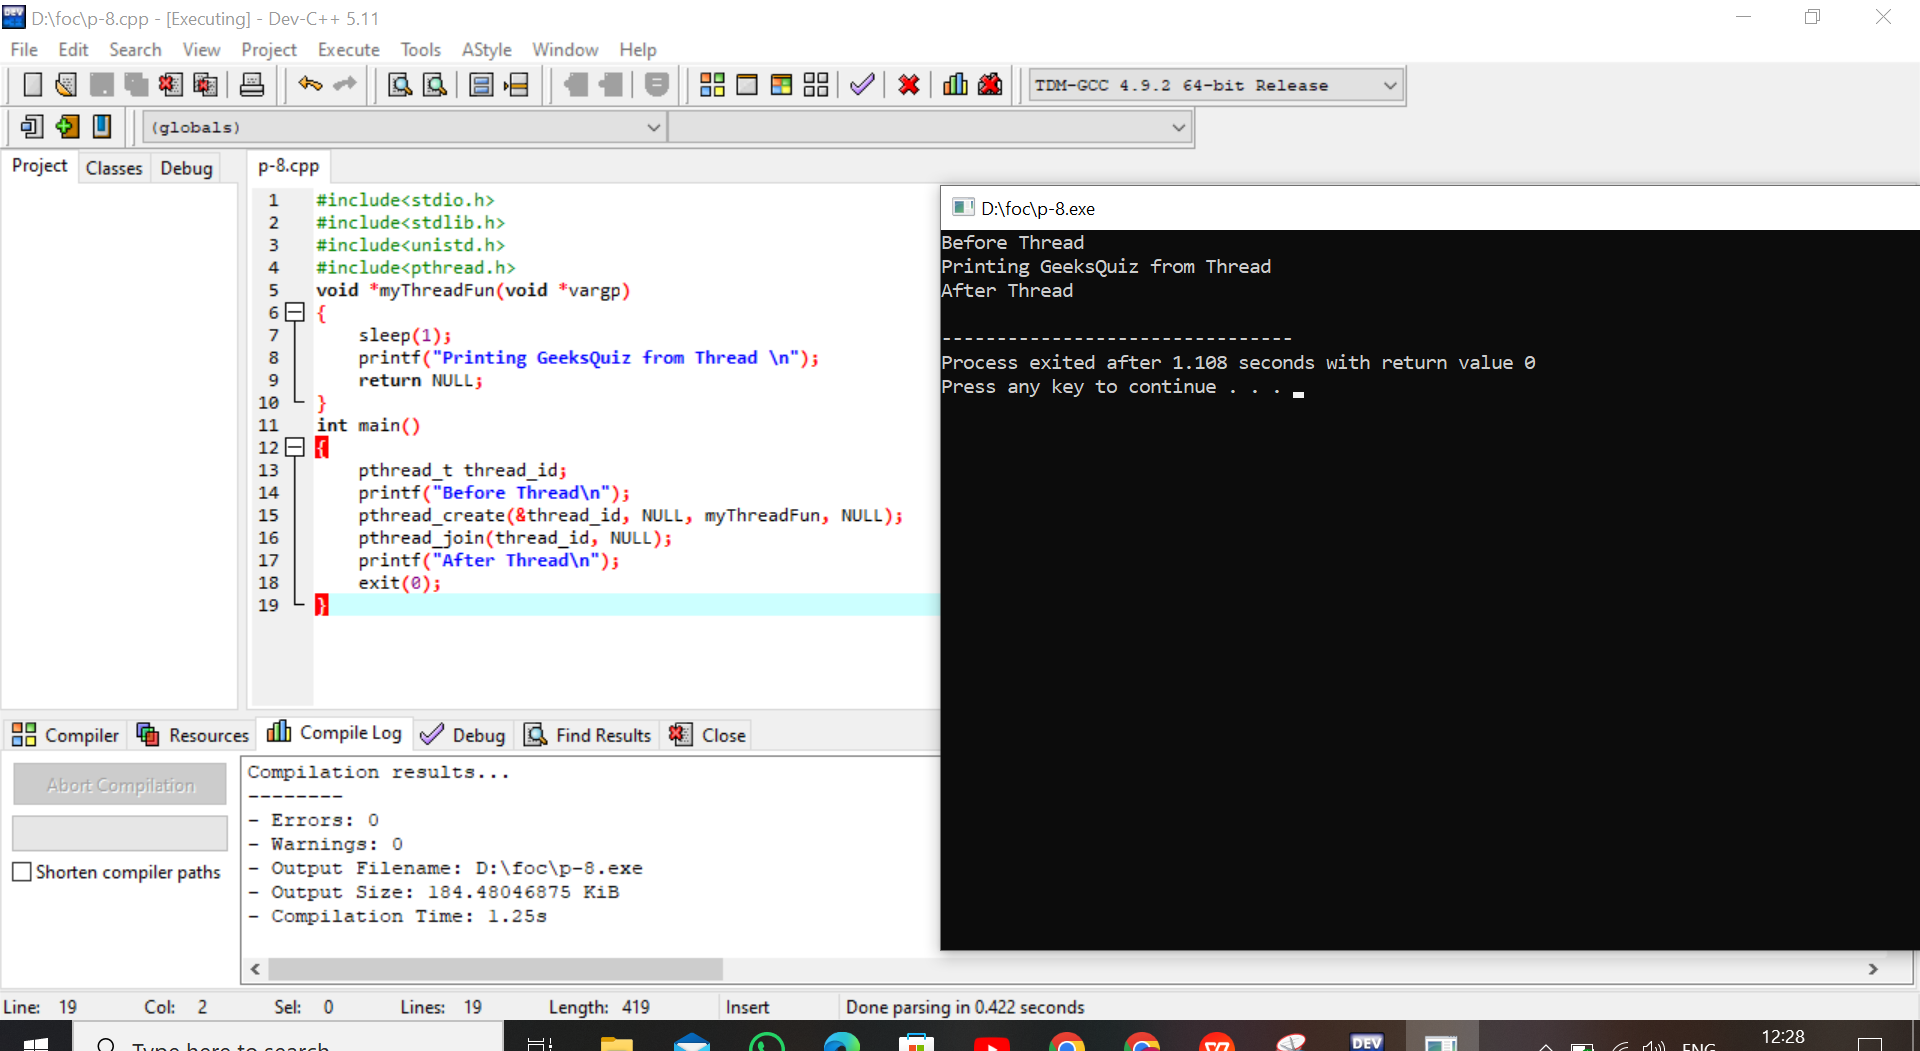 D:\foc\p-8.cpp - [Executing] - Dev-C++ 5.11
File Edit Search View Project Execute Tools AStyle Window Help
TDM-GCC 4.9.2 64-bit Release
(globals)
Project Classes Debug
p-8.cpp
1 #include<stdio.h>
2 #include<stdlib.h>
3 #include<unistd.h>
4 #include<pthread.h>
5 void *myThreadFun(void *vargp)
6 {
7 sleep(1);
8 printf("Printing GeeksQuiz from Thread \n");
9 return NULL;
10 }
11 int main()
12 {
13 pthread_t thread_id;
14 printf("Before Thread\n");
15 pthread_create(&thread_id, NULL, myThreadFun, NULL);
16 pthread_join(thread_id, NULL);
17 printf("After Thread\n");
18 exit(0);
19 }
D:\foc\p-8.exe
Before Thread
Printing GeeksQuiz from Thread
After Thread
--------------------------------
Process exited after 1.108 seconds with return value 0
Press any key to continue . . .
Compiler Resources Compile Log Debug Find Results Close
Abort Compilation
Shorten compiler paths
Compilation results...
--------
- Errors: 0
- Warnings: 0
- Output Filename: D:\foc\p-8.exe
- Output Size: 184.48046875 KiB
- Compilation Time: 1.25s
Line: 19 Col: 2 Sel: 0 Lines: 19 Length: 419 Insert Done parsing in 0.422 seconds
Type here to search
DEV
ENG
12:28